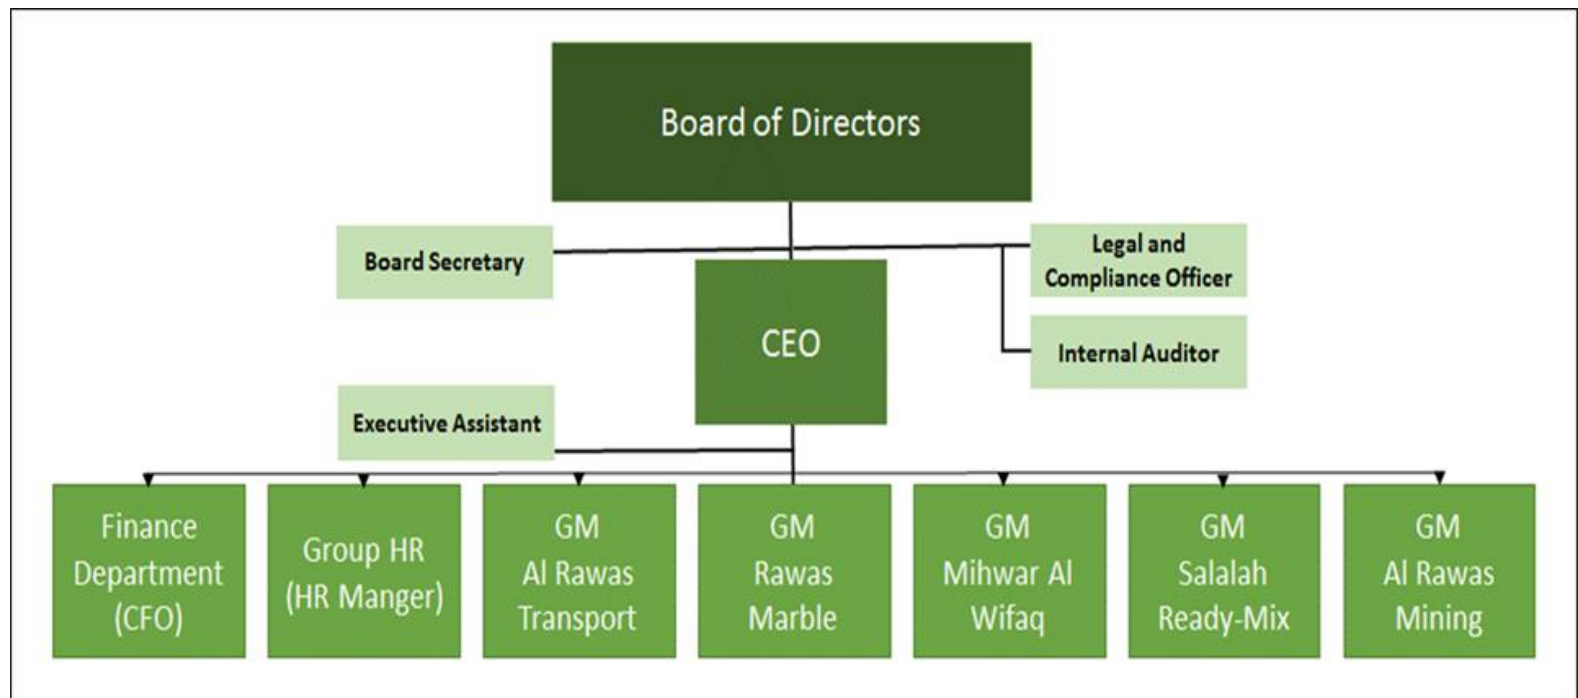 Board of Directors
Board Secretary
Legal and
Compliance Officer
CEO
Internal Auditor
Executive Assistant
Finance
Department
(CFO)
Group HR
(HR Manger)
GM
Al Rawas
Transport
GM
Rawas
Marble
GM
Mihwar Al
Wifaq
GM
Salalah
Ready-Mix
GM
Al Rawas
Mining